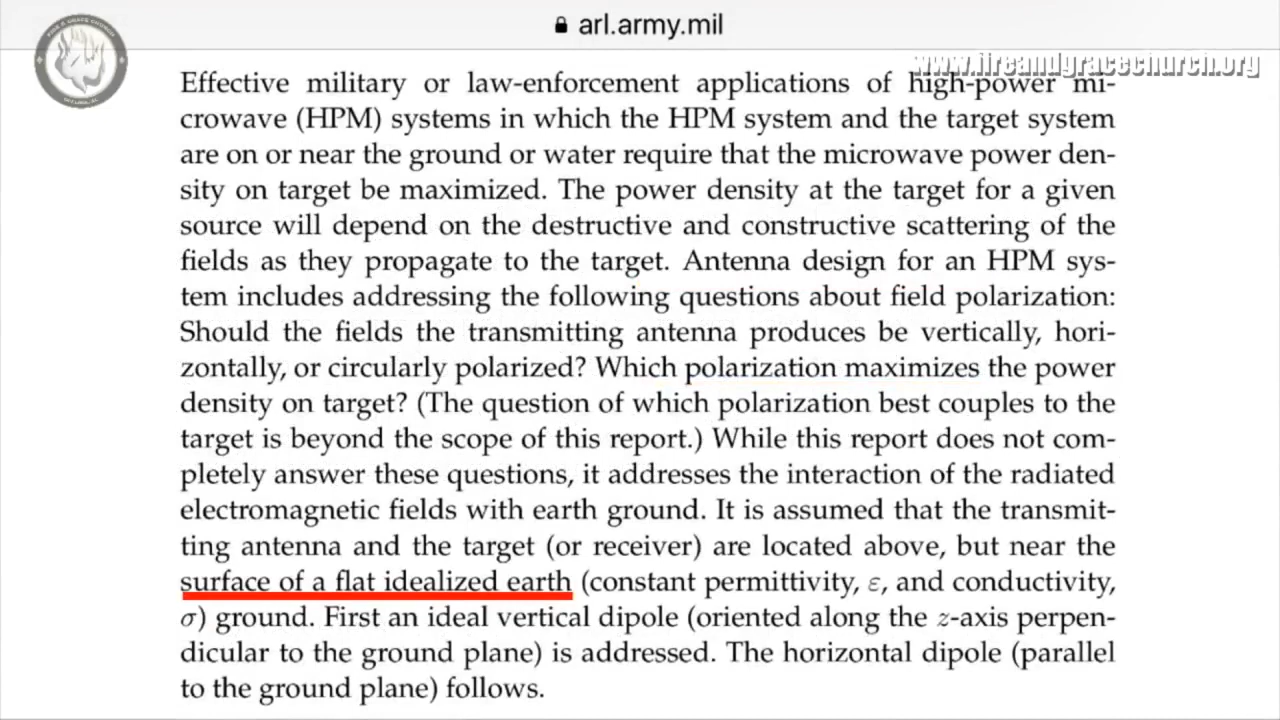 arl.army.mil
www.fireandgracechurch.org
Effective military or law-enforcement applications of high-power mi-
crowave (HPM) systems in which the HPM system and the target system
are on or near the ground or water require that the microwave power den-
sity on target be maximized. The power density at the target for a given
source will depend on the destructive and constructive scattering of the
fields as they propagate to the target. Antenna design for an HPM sys-
tem includes addressing the following questions about field polarization:
Should the fields the transmitting antenna produces be vertically, hori-
zontally, or circularly polarized? Which polarization maximizes the power
density on target? (The question of which polarization best couples to the
target is beyond the scope of this report.) While this report does not com-
pletely answer these questions, it addresses the interaction of the radiated
electromagnetic fields with earth ground. It is assumed that the transmit-
ting antenna and the target (or receiver) are located above, but near the
surface of a flat idealized earth (constant permittivity, ε, and conductivity,
σ) ground. First an ideal vertical dipole (oriented along the z-axis perpen-
dicular to the ground plane) is addressed. The horizontal dipole (parallel
to the ground plane) follows.